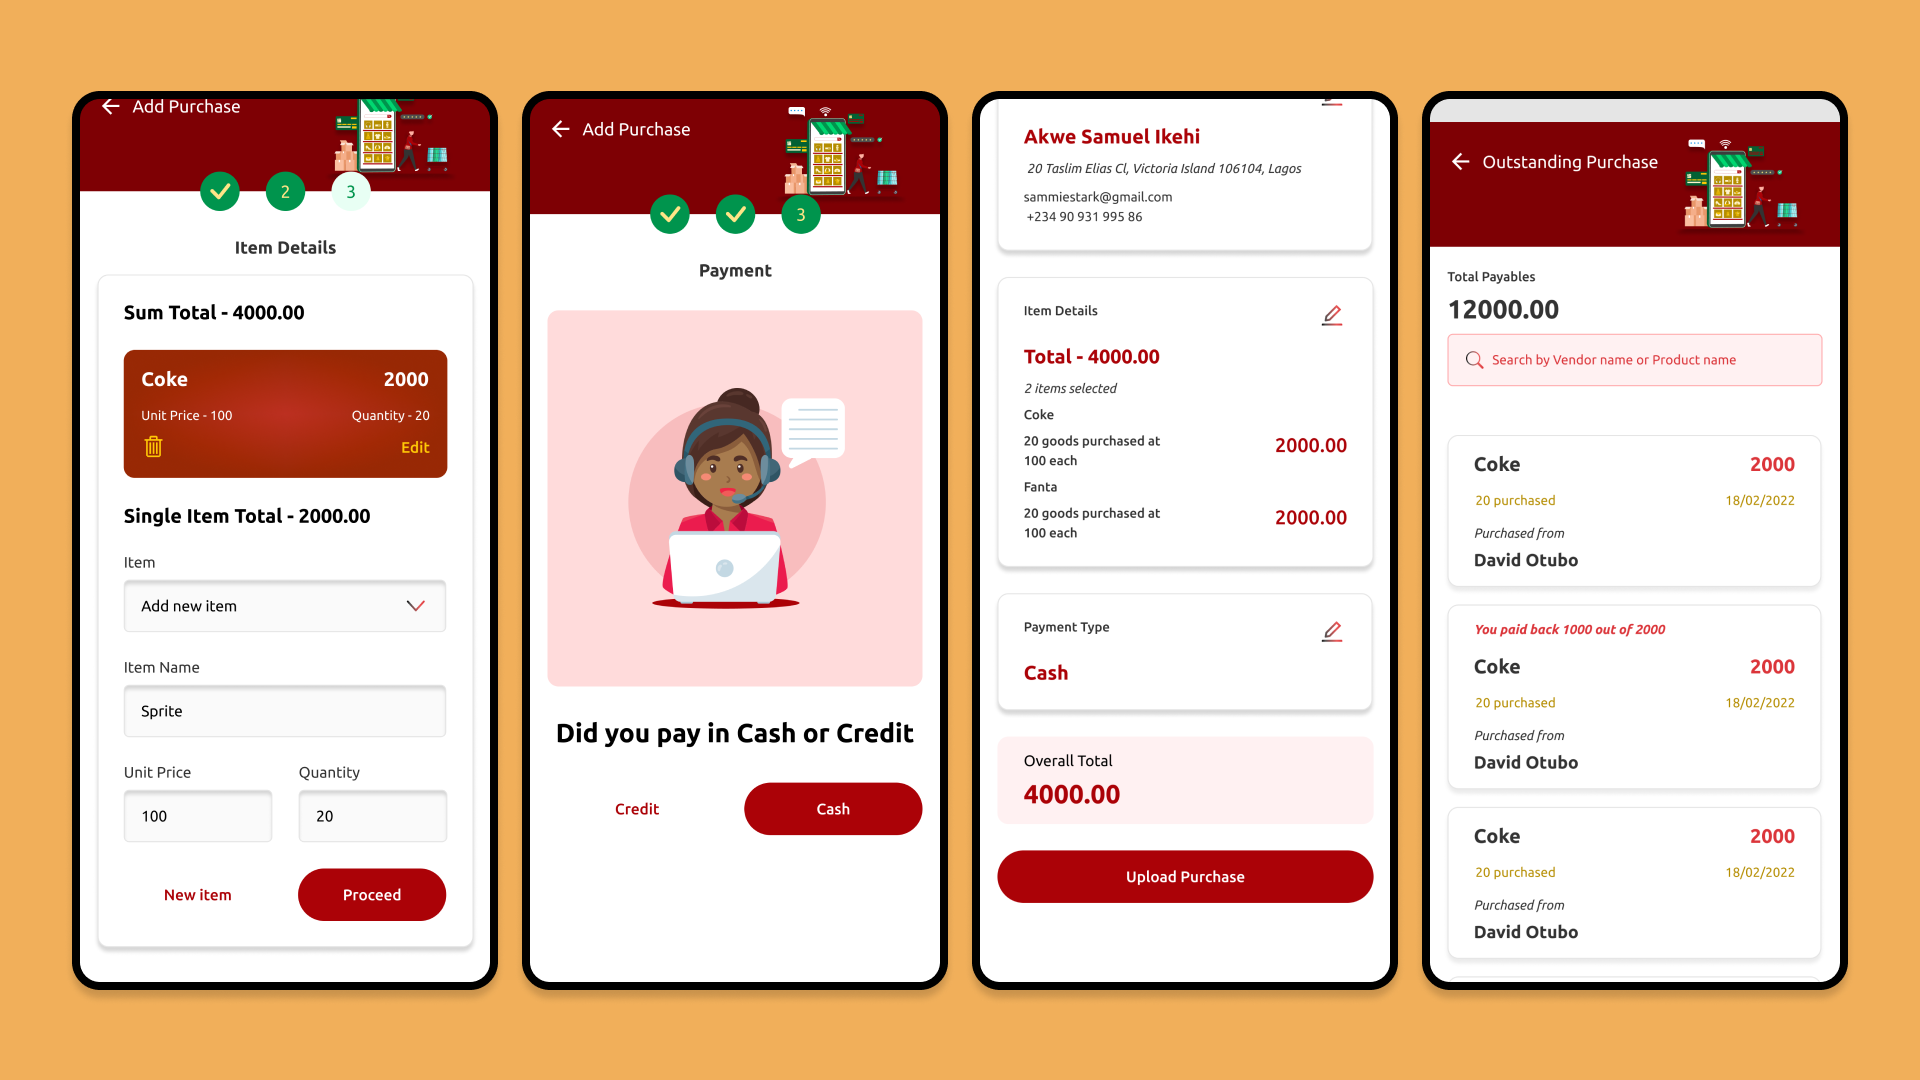 Add Purchase
2
3
Item Details
Sum Total - 4000.00
Coke 2000
Unit Price - 100 Quantity - 20
Edit
Single Item Total - 2000.00
Item
Add new item
Item Name
Sprite
Unit Price Quantity
100 20
New item Proceed
Add Purchase
3
Payment
Did you pay in Cash or Credit
Credit Cash
Akwe Samuel Ikehi
20 Taslim Elias Cl, Victoria Island 106104, Lagos
sammiestark@gmail.com
+234 90 931 995 86
Item Details
Total - 4000.00
2 items selected
Coke
20 goods purchased at
100 each
2000.00
Fanta
20 goods purchased at
100 each
2000.00
Payment Type
Cash
Overall Total
4000.00
Upload Purchase
Outstanding Purchase
Total Payables
12000.00
Search by Vendor name or Product name
Coke 2000
20 purchased 18/02/2022
Purchased from
David Otubo
You paid back 1000 out of 2000
Coke 2000
20 purchased 18/02/2022
Purchased from
David Otubo
Coke 2000
20 purchased 18/02/2022
Purchased from
David Otubo